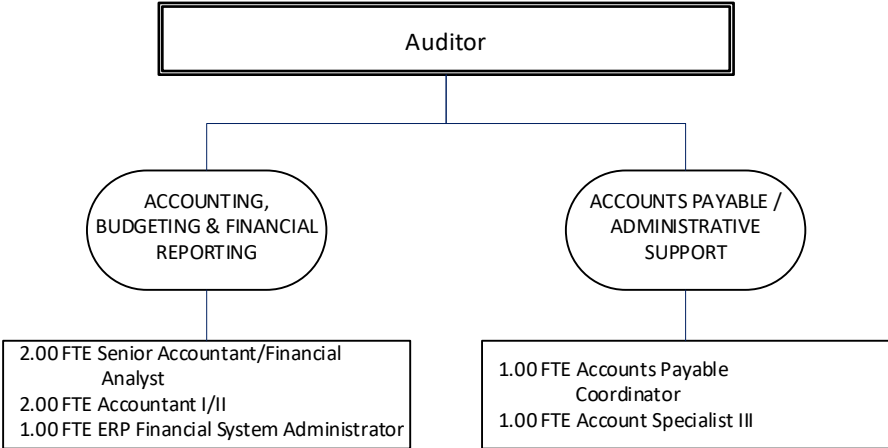 Auditor
ACCOUNTING,
BUDGETING & FINANCIAL
REPORTING
ACCOUNTS PAYABLE /
ADMINISTRATIVE
SUPPORT
2.00 FTE Senior Accountant/Financial
Analyst
2.00 FTE Accountant I/II
1.00 FTE ERP Financial System Administrator
1.00 FTE Accounts Payable
Coordinator
1.00 FTE Account Specialist III